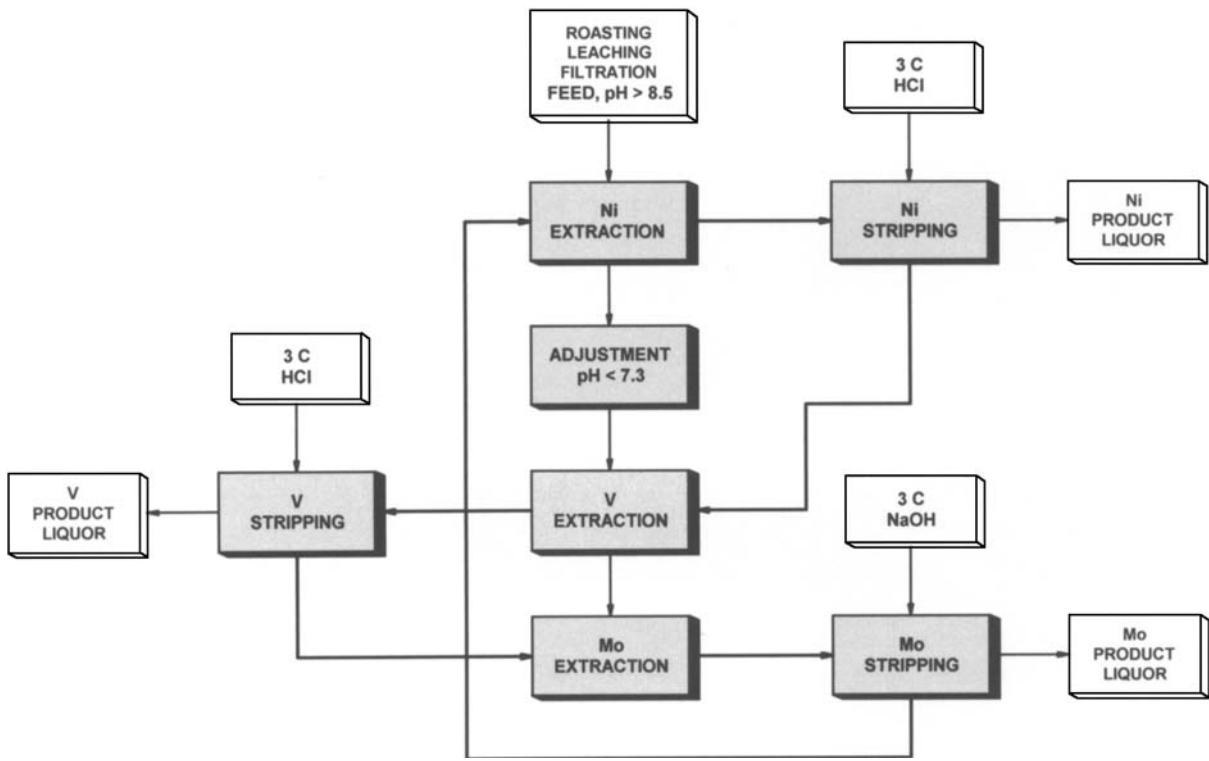 ROASTING
LEACHING
FILTRATION
FEED, pH > 8.5
3 C
HCl
Ni
EXTRACTION
Ni
STRIPPING
Ni
PRODUCT
LIQUOR
3 C
HCl
ADJUSTMENT
pH < 7.3
V
PRODUCT
LIQUOR
V
STRIPPING
V
EXTRACTION
3 C
NaOH
Mo
EXTRACTION
Mo
STRIPPING
Mo
PRODUCT
LIQUOR